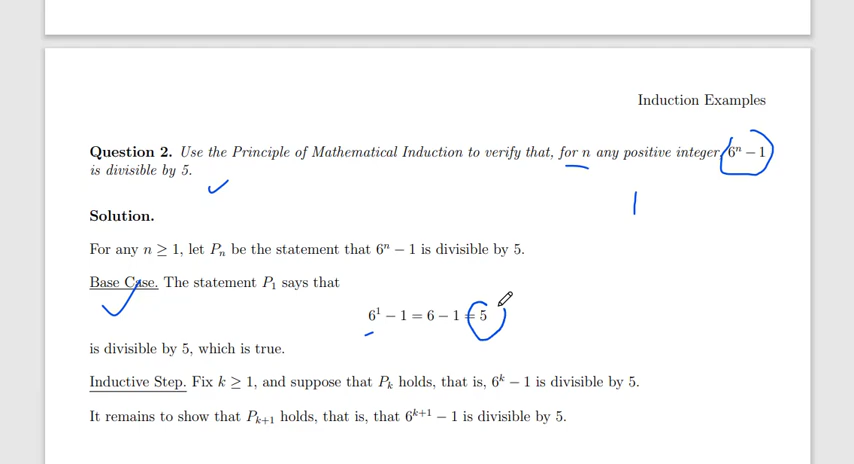 Induction Examples
Question 2. Use the Principle of Mathematical Induction to verify that, for n any positive integer, 6ⁿ − 1
is divisible by 5.
Solution.
For any n ≥ 1, let Pₙ be the statement that 6ⁿ − 1 is divisible by 5.
Base Case. The statement P₁ says that
6¹ − 1 = 6 − 1 = 5
is divisible by 5, which is true.
Inductive Step. Fix k ≥ 1, and suppose that Pₖ holds, that is, 6ᵏ − 1 is divisible by 5.
It remains to show that Pₖ₊₁ holds, that is, that 6ᵏ⁺¹ − 1 is divisible by 5.